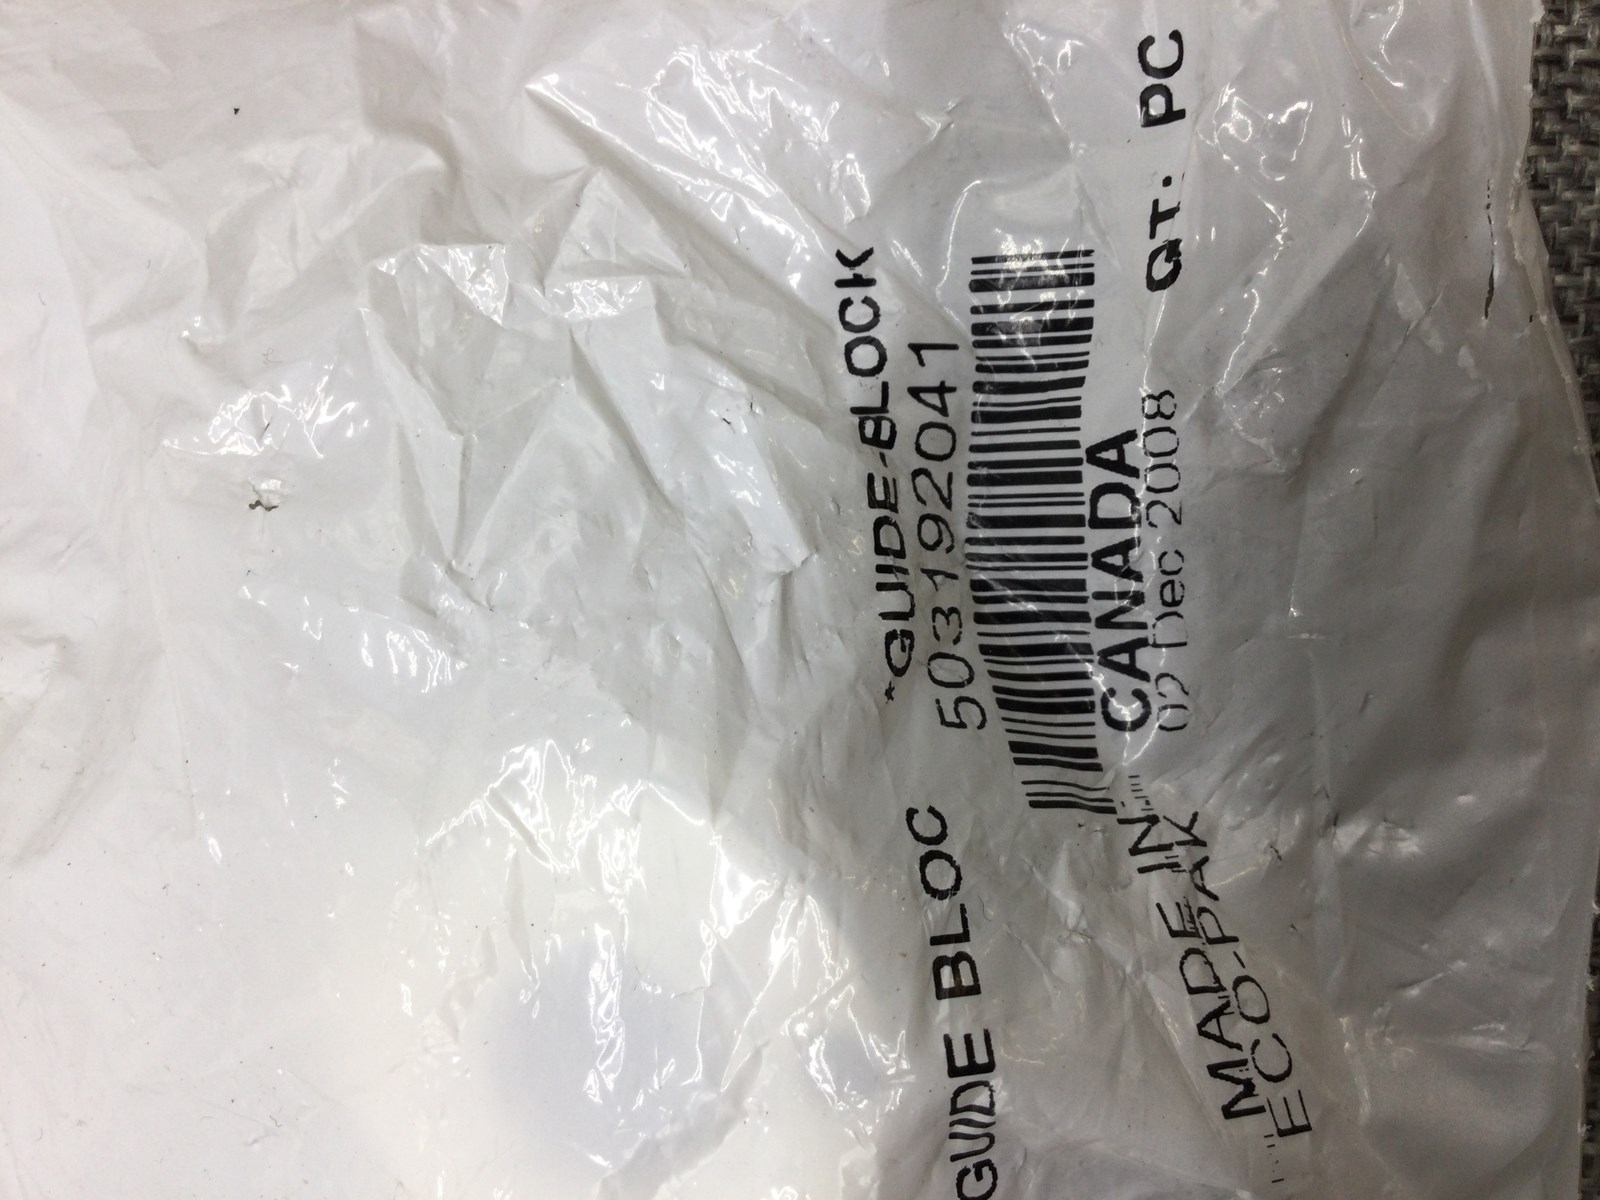 GUIDE BLOC *GUIDE-BLOCK
503192041
MADE IN CANADA QT. PC
ECO-PAK 02 Dec 2008